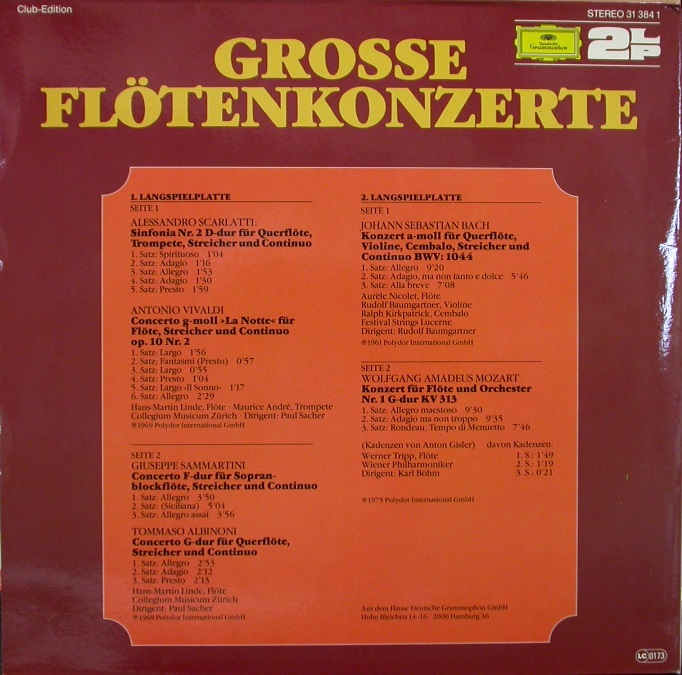 Club-Edition
Deutsche
Grammophon
STEREO 31 384 1
2LP
GROSSE
FLÖTENKONZERTE
1. LANGSPIELPLATTE
SEITE 1
ALESSANDRO SCARLATTI:
Sinfonia Nr. 2 D-dur für Querflöte,
Trompete, Streicher und Continuo
1. Satz: Spirituoso 1'04
2. Satz: Adagio 1'16
3. Satz: Allegro 1'53
4. Satz: Adagio 1'30
5. Satz: Presto 1'59
ANTONIO VIVALDI
Concerto g-moll »La Notte« für
Flöte, Streicher und Continuo
op. 10 Nr. 2
1. Satz: Largo 1'56
2. Satz: Fantasmi (Presto) 0'57
3. Satz: Largo 0'55
4. Satz: Presto 1'04
5. Satz: Largo -Il Sonno- 1'17
6. Satz: Allegro 2'29
Hans-Martin Linde, Flöte · Maurice André, Trompete
Collegium Musicum Zürich · Dirigent: Paul Sacher
℗ 1969 Polydor International GmbH
SEITE 2
GIUSEPPE SAMMARTINI
Concerto F-dur für Sopran-
blockflöte, Streicher und Continuo
1. Satz: Allegro 3'50
2. Satz: (Siciliana) 5'04
3. Satz: Allegro assai 3'56
TOMMASO ALBINONI
Concerto G-dur für Querflöte,
Streicher und Continuo
1. Satz: Allegro 2'53
2. Satz: Adagio 2'12
3. Satz: Presto 2'13
Hans-Martin Linde, Flöte
Collegium Musicum Zürich
Dirigent: Paul Sacher
℗ 1969 Polydor International GmbH
2. LANGSPIELPLATTE
SEITE 1
JOHANN SEBASTIAN BACH
Konzert a-moll für Querflöte,
Violine, Cembalo, Streicher und
Continuo BWV: 1044
1. Satz: Allegro 9'20
2. Satz: Adagio, ma non tanto e dolce 5'46
3. Satz: Alla breve 7'08
Aurèle Nicolet, Flöte
Rudolf Baumgartner, Violine
Ralph Kirkpatrick, Cembalo
Festival Strings Lucerne
Dirigent: Rudolf Baumgartner
℗ 1961 Polydor International GmbH
SEITE 2
WOLFGANG AMADEUS MOZART
Konzert für Flöte und Orchester
Nr. 1 G-dur KV 313
1. Satz: Allegro maestoso 9'30
2. Satz: Adagio ma non troppo 9'35
3. Satz: Rondeau. Tempo di Menuetto 7'46
(Kadenzen von Anton Gisler) davon Kadenzen:
Werner Tripp, Flöte 1. S.: 1'49
Wiener Philharmoniker 2. S.: 1'19
Dirigent: Karl Böhm 3. S.: 0'21
℗ 1975 Polydor International GmbH
Aus dem Hause Deutsche Grammophon GmbH
Hohe Bleichen 14-16 2000 Hamburg 36
LC 0173